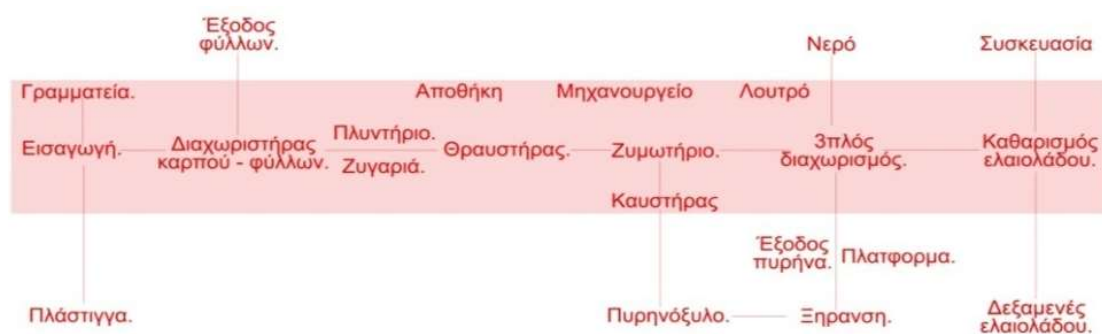 Έξοδος
φύλλων.
Νερό
Συσκευασία
Γραμματεία.
Αποθήκη
Μηχανουργείο
Λουτρό
Εισαγωγή.
Διαχωριστήρας
καρπού - φύλλων.
Πλυντήριο.
Ζυγαριά.
Θραυστήρας.
Ζυμωτήριο.
3πλός
διαχωρισμός.
Καθαρισμός
ελαιολάδου.
Καυστήρας
Έξοδος
πυρήνα.
Πλατφορμα.
Πλάστιγγα.
Πυρηνόξυλο.
Ξηρανση.
Δεξαμενές
ελαιολάδου.